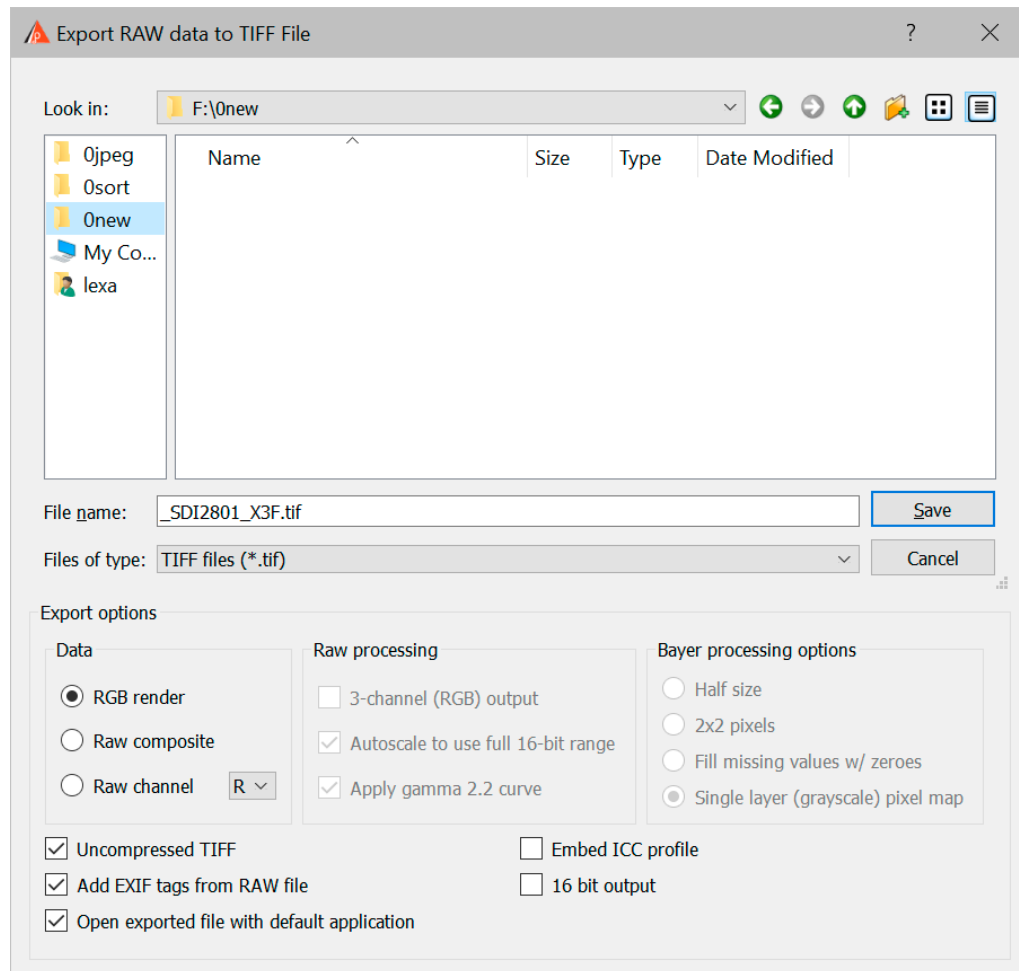 Export RAW data to TIFF File ?
Look in: F:\0new
0jpeg
0sort
0new
My Co...
lexa
Name Size Type Date Modified
File name: _SDI2801_X3F.tif Save
Files of type: TIFF files (*.tif) Cancel
Export options
Data
RGB render
Raw composite
Raw channel R
Raw processing
3-channel (RGB) output
Autoscale to use full 16-bit range
Apply gamma 2.2 curve
Bayer processing options
Half size
2x2 pixels
Fill missing values w/ zeroes
Single layer (grayscale) pixel map
Uncompressed TIFF
Add EXIF tags from RAW file
Open exported file with default application
Embed ICC profile
16 bit output